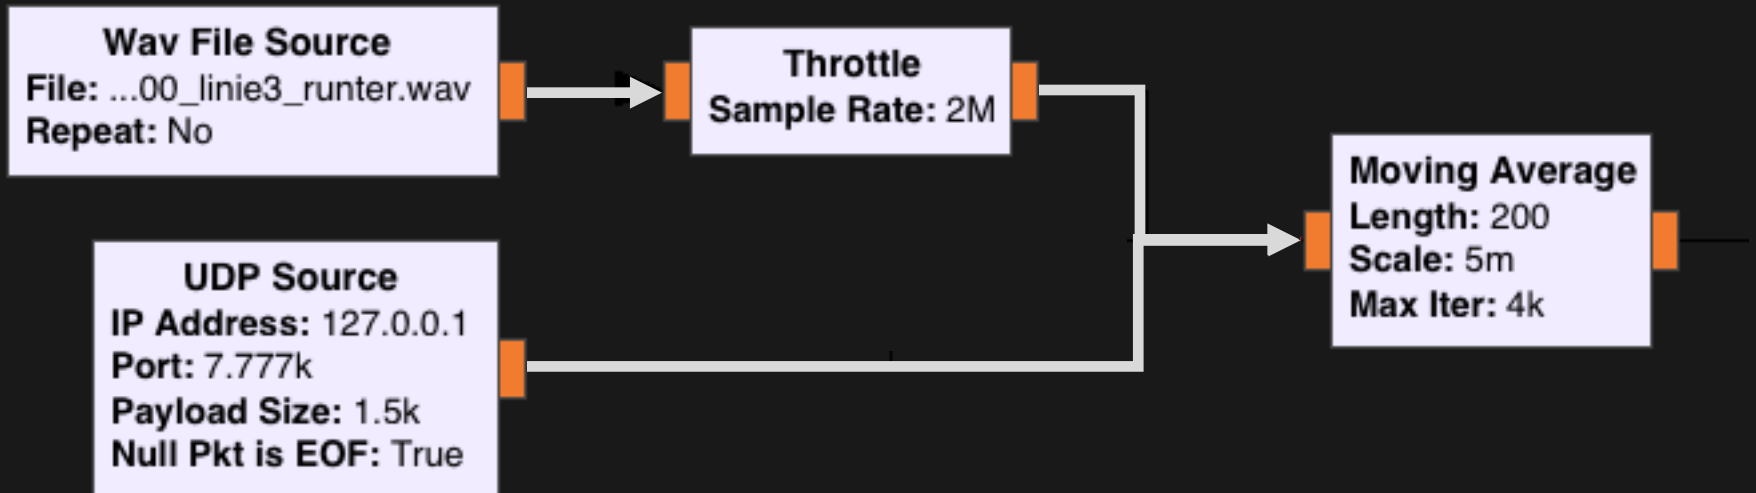 Wav File Source
File: ...00_linie3_runter.wav
Repeat: No
Throttle
Sample Rate: 2M
UDP Source
IP Address: 127.0.0.1
Port: 7.777k
Payload Size: 1.5k
Null Pkt is EOF: True
Moving Average
Length: 200
Scale: 5m
Max Iter: 4k